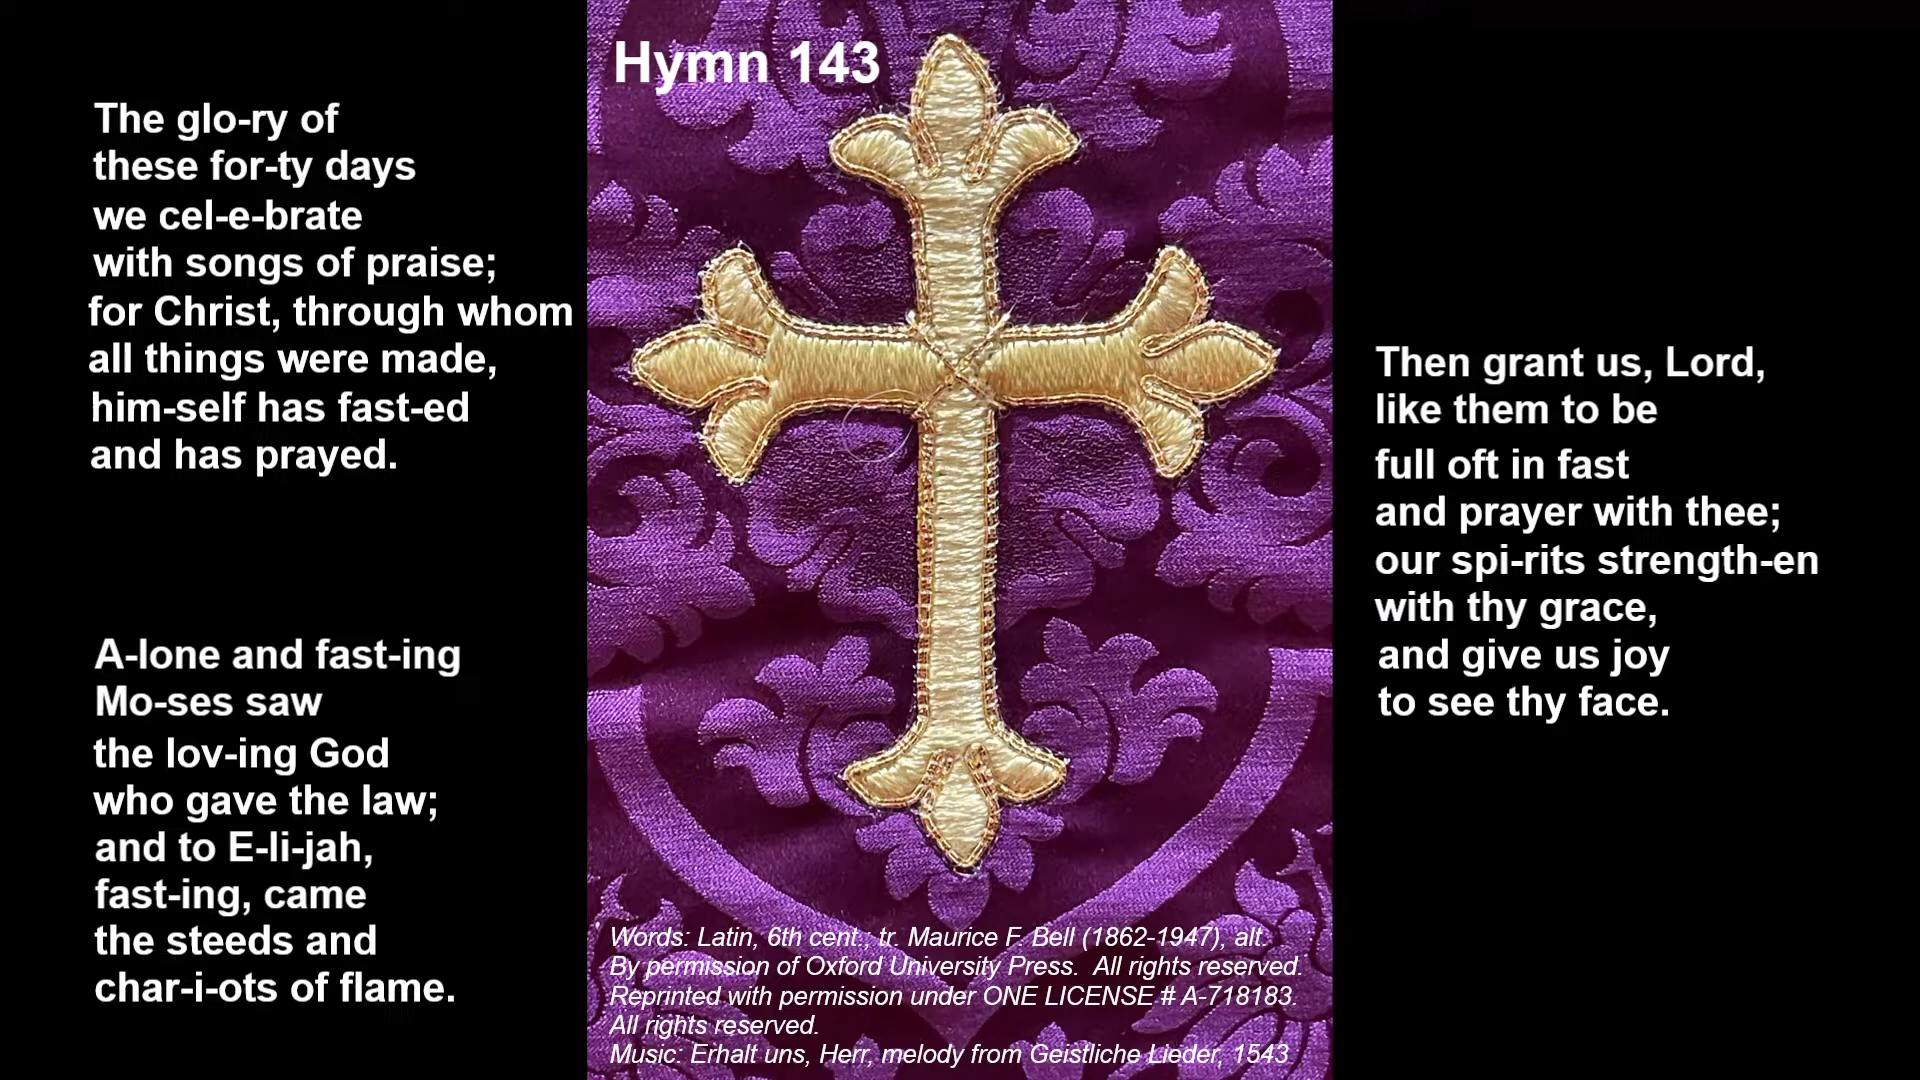 Hymn 143
The glo-ry of
these for-ty days
we cel-e-brate
with songs of praise;
for Christ, through whom
all things were made,
him-self has fast-ed
and has prayed.
A-lone and fast-ing
Mo-ses saw
the lov-ing God
who gave the law;
and to E-li-jah,
fast-ing, came
the steeds and
char-i-ots of flame.
Then grant us, Lord,
like them to be
full oft in fast
and prayer with thee;
our spi-rits strength-en
with thy grace,
and give us joy
to see thy face.
Words: Latin, 6th cent.; tr. Maurice F. Bell (1862-1947), alt.
By permission of Oxford University Press.  All rights reserved.
Reprinted with permission under ONE LICENSE # A-718183.
All rights reserved.
Music: Erhalt uns, Herr, melody from Geistliche Lieder, 1543